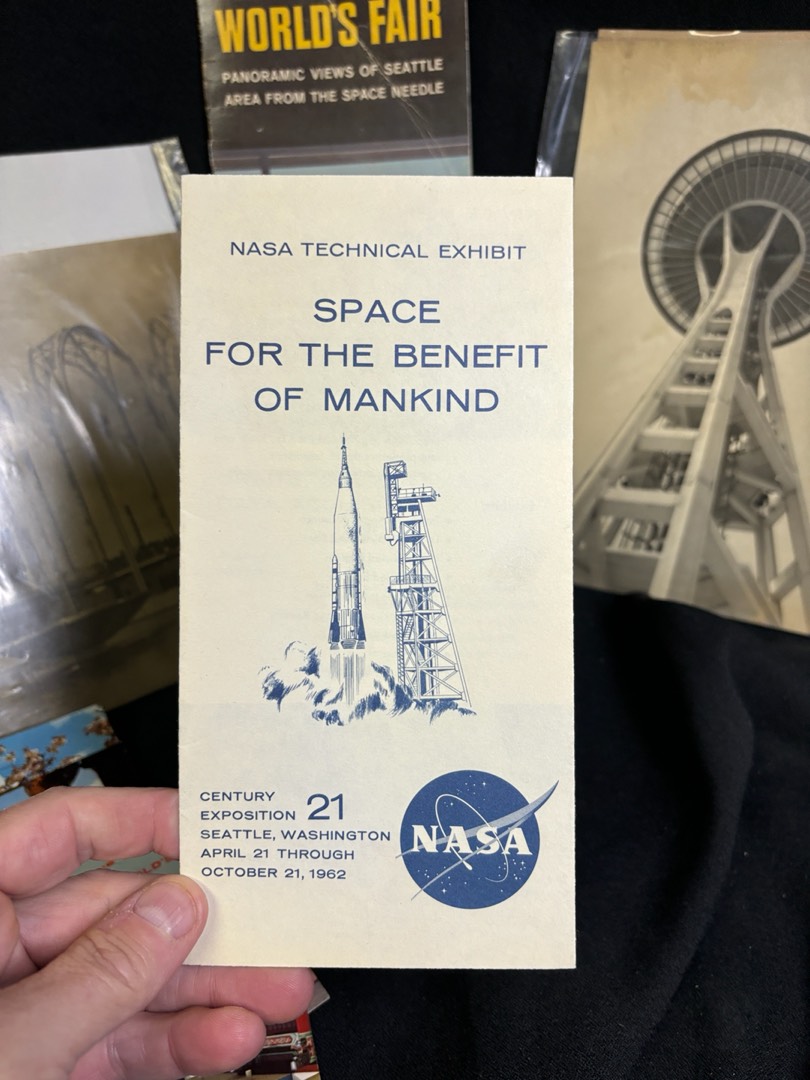 WORLD'S FAIR
PANORAMIC VIEWS OF SEATTLE
AREA FROM THE SPACE NEEDLE
NASA TECHNICAL EXHIBIT
SPACE
FOR THE BENEFIT
OF MANKIND
CENTURY
EXPOSITION 21
SEATTLE, WASHINGTON
APRIL 21 THROUGH
OCTOBER 21, 1962
NASA